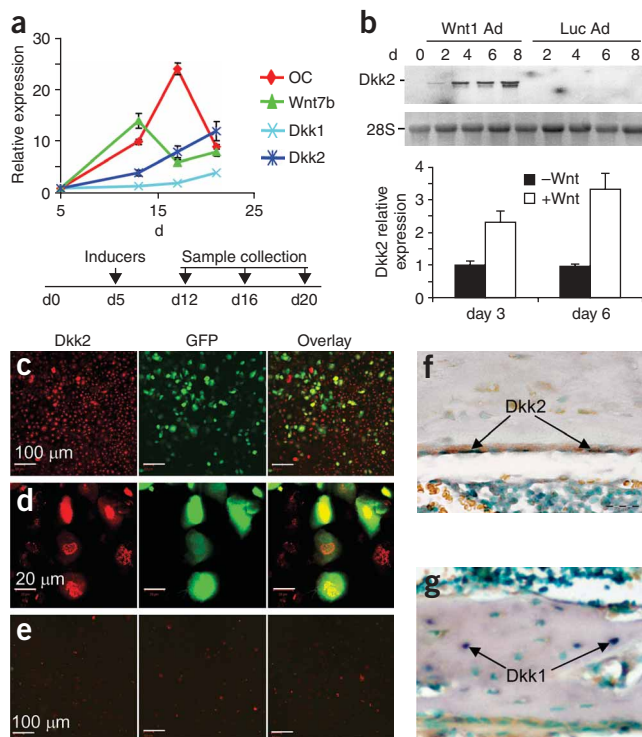 a
Relative expression
30
20
10
0
5
15
25
d
OC
Wnt7b
Dkk1
Dkk2
Inducers
Sample collection
d0
d5
d12
d16
d20
b
Wnt1 Ad
Luc Ad
d 0 2 4 6 8 2 4 6 8
Dkk2
28S
Dkk2 relative
expression
4
3
2
1
0
–Wnt
+Wnt
day 3
day 6
Dkk2
GFP
Overlay
c
100 μm
d
20 μm
e
100 μm
f
Dkk2
g
Dkk1